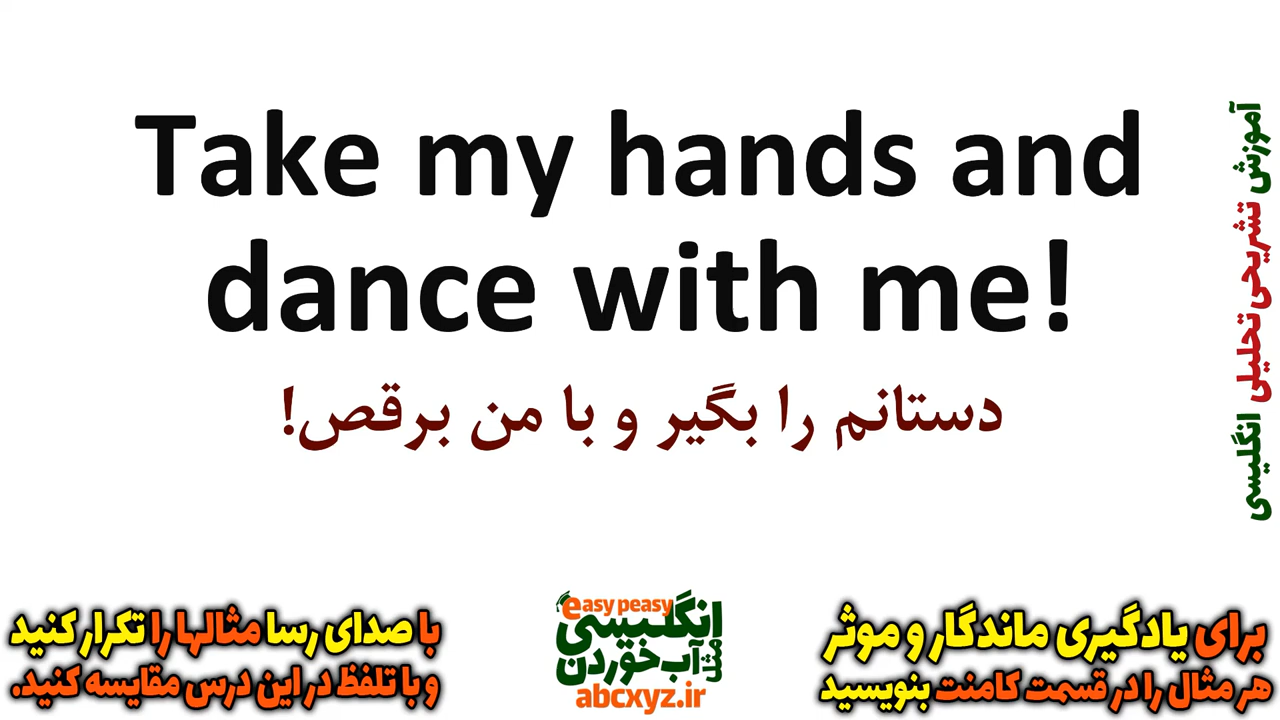 Take my hands and
dance with me!
دستانم را بگیر و با من برقص!
آموزش تشریحی تحلیلی انگلیسی
برای یادگیری ماندگار و موثر
هر مثال را در قسمت کامنت بنویسید
easy peasy
انگلیسی
مثل آب خوردن
abcxyz.ir
با صدای رسا مثالها را تکرار کنید
و با تلفظ در این درس مقایسه کنید.